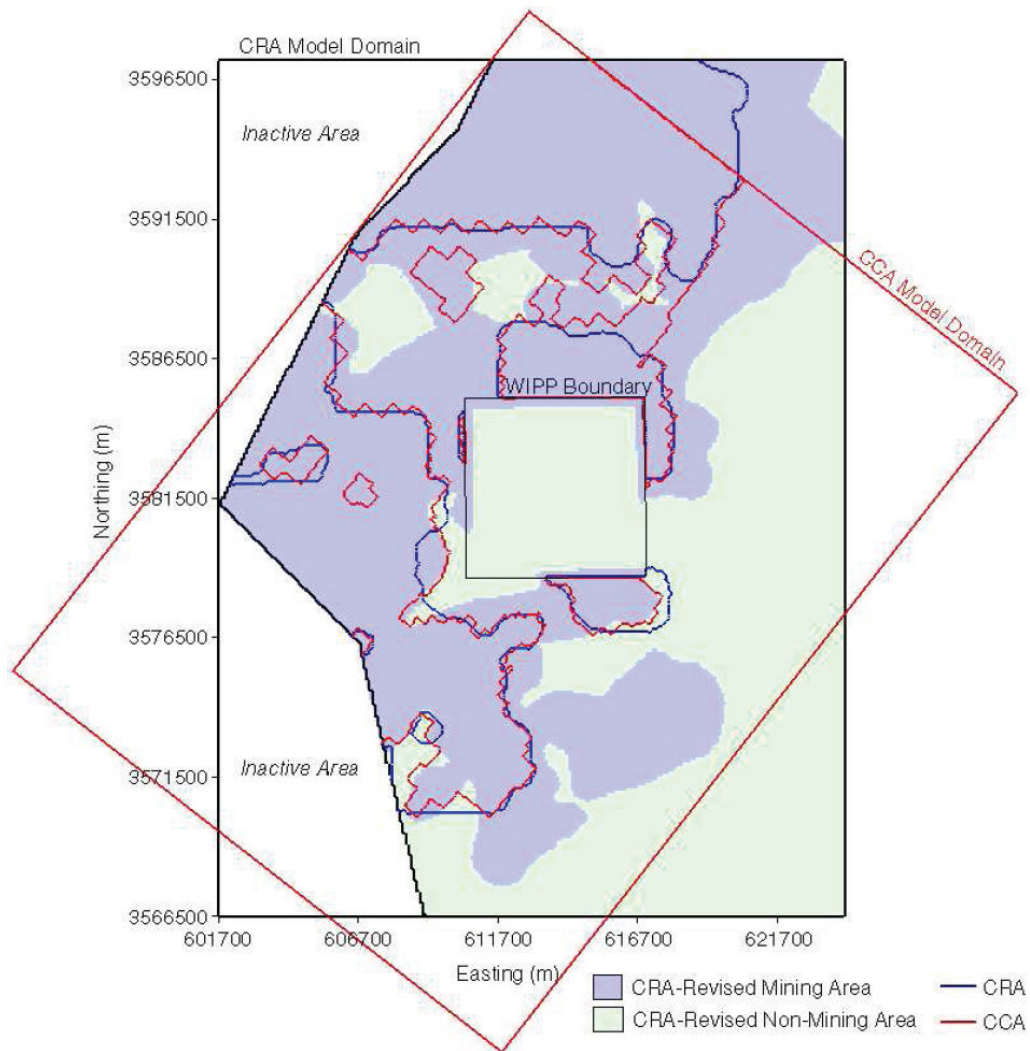 CRA Model Domain
3596500
Inactive Area
3591500
CCA Model Domain
3586500
WIPP Boundary
Northing (m)
3581500
3576500
Inactive Area
3571500
3566500
601700 606700 611700 616700 621700
Easting (m)
CRA-Revised Mining Area
CRA
CRA-Revised Non-Mining Area
CCA